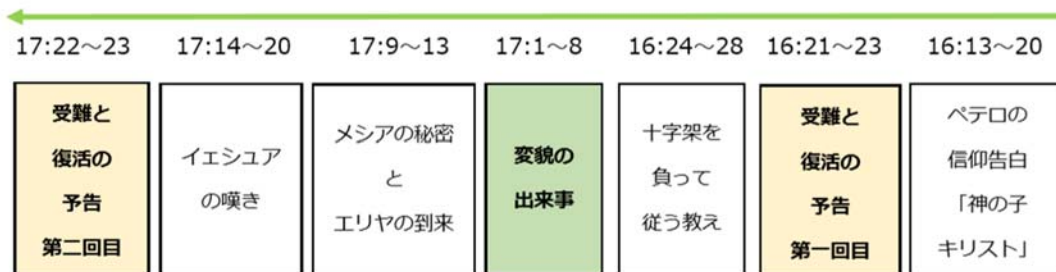 17:22～23
17:14～20
17:9～13
17:1～8
16:24～28
16:21～23
16:13～20
受難と
復活の
予告
第二回目
イェシュア
の嘆き
メシアの秘密
と
エリヤの到来
変貌の
出来事
十字架を
負って
従う教え
受難と
復活の
予告
第一回目
ペテロの
信仰告白
「神の子
キリスト」